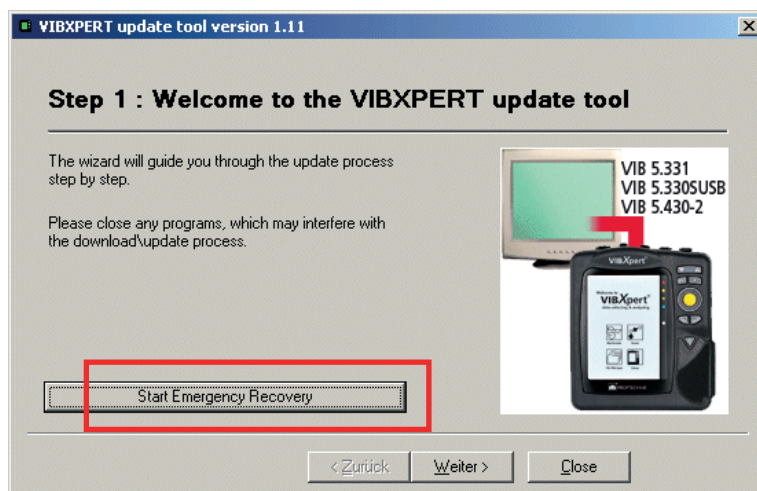 VIBXPERT update tool version 1.11
Step 1 : Welcome to the VIBXPERT update tool
The wizard will guide you through the update process
step by step.
Please close any programs, which may interfere with
the download\update process.
VIB 5.331
VIB 5.330SUSB
VIB 5.430-2
VIBXpert
VIBXpert
Start Emergency Recovery
< Zurück
Weiter >
Close